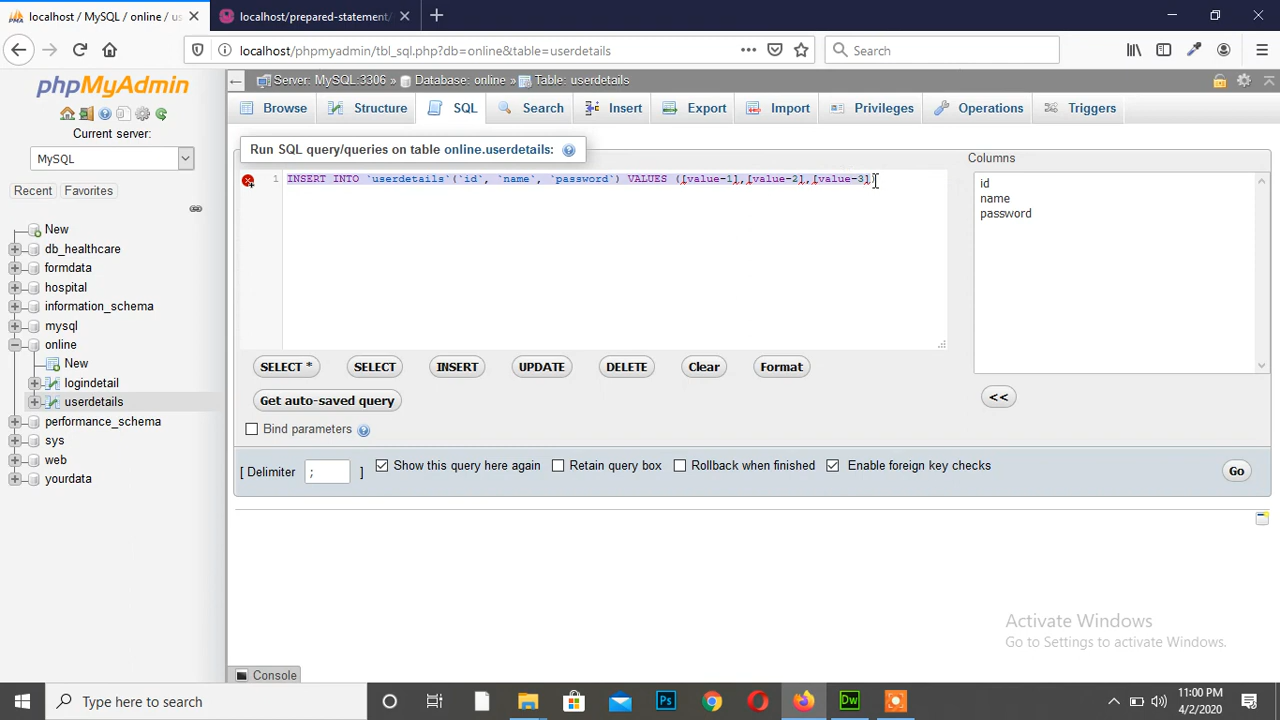 localhost / MySQL / online / us
localhost/prepared-statement/
localhost/phpmyadmin/tbl_sql.php?db=online&table=userdetails
Search
phpMyAdmin
Current server:
MySQL
Recent
Favorites
New
db_healthcare
formdata
hospital
information_schema
mysql
online
New
logindetail
userdetails
performance_schema
sys
web
yourdata
Server: MySQL:3306 » Database: online » Table: userdetails
Browse
Structure
SQL
Search
Insert
Export
Import
Privileges
Operations
Triggers
Run SQL query/queries on table online.userdetails:
1 INSERT INTO `userdetails`(`id`, `name`, `password`) VALUES ([value-1],[value-2],[value-3])
Columns
id
name
password
SELECT *
SELECT
INSERT
UPDATE
DELETE
Clear
Format
<<
Get auto-saved query
Bind parameters
[ Delimiter ; ]
Show this query here again
Retain query box
Rollback when finished
Enable foreign key checks
Go
Console
Activate Windows
Go to Settings to activate Windows.
Type here to search
Ps
Dw
11:00 PM
4/2/2020